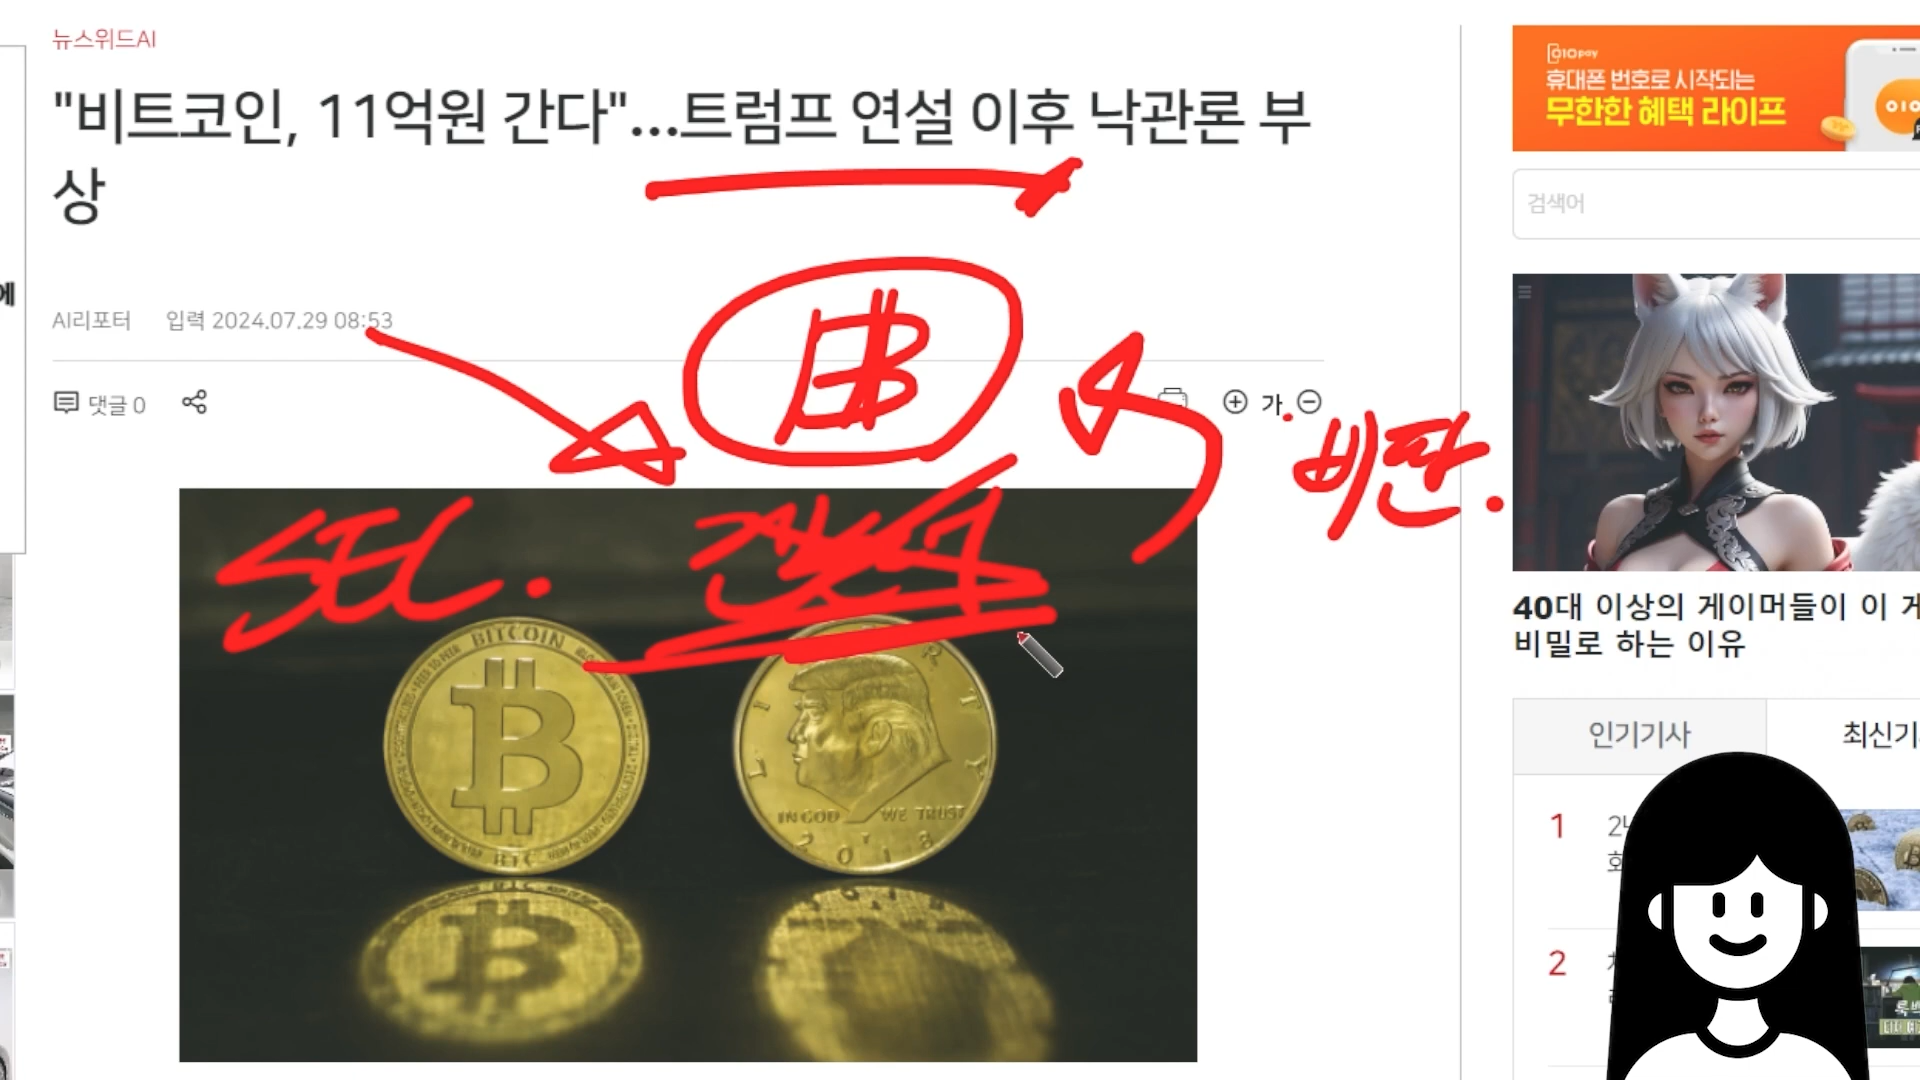 뉴스위드AI
"비트코인, 11억원 간다"...트럼프 연설 이후 낙관론 부
상
에
AI리포터 입력 2024.07.29 08:53
댓글 0
가
비판.
SEC.
BITCOIN
BTC
B
R T
L I T Y
IN GOD WE TRUST
2018
010pay
휴대폰 번호로 시작되는
무한한 혜택 라이프
010
검색어
40대 이상의 게이머들이 이 게
비밀로 하는 이유
인기기사
최신기
1
2